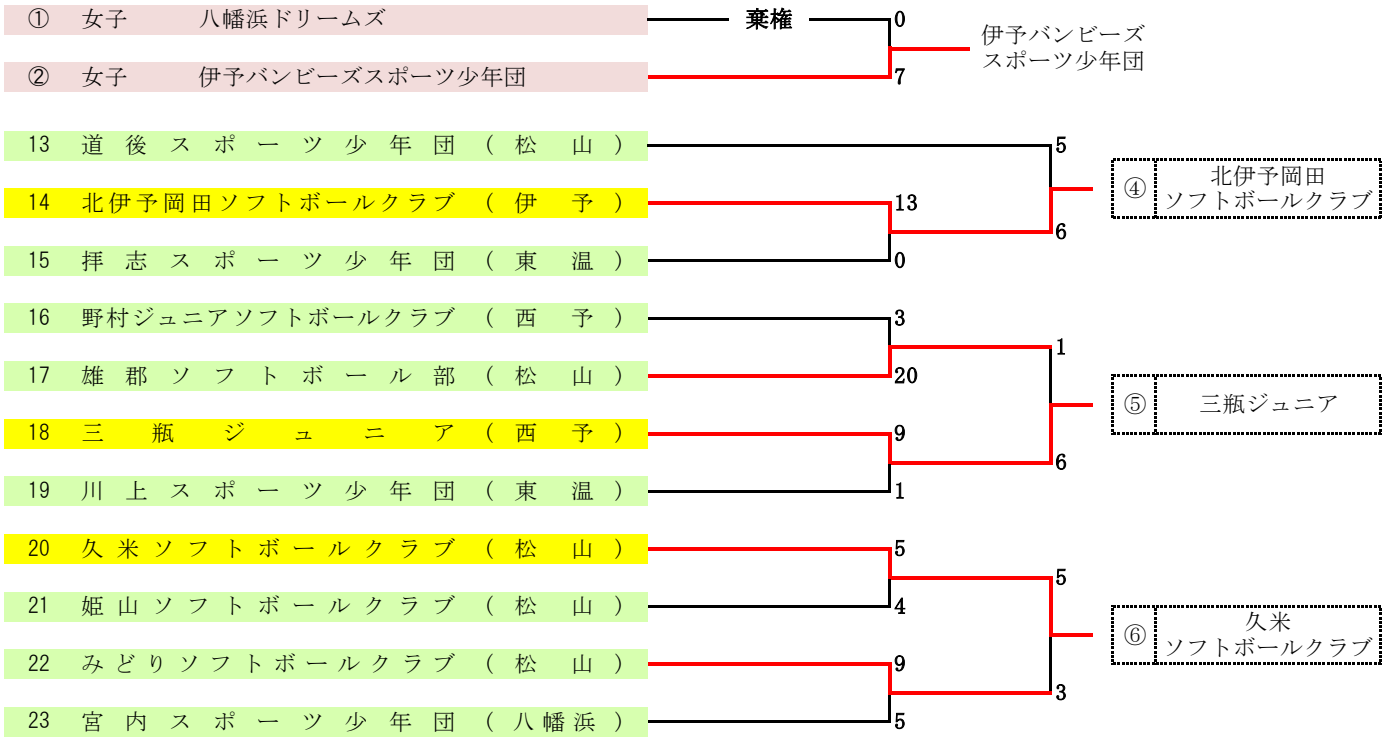 ① 女子 八幡浜ドリームズ 棄権 0
伊予バンビーズ
スポーツ少年団
② 女子 伊予バンビーズスポーツ少年団 7
13 道後スポーツ少年団（松山） 5
④ 北伊予岡田
ソフトボールクラブ
14 北伊予岡田ソフトボールクラブ（伊予） 13
6
15 拝志スポーツ少年団（東温） 0
16 野村ジュニアソフトボールクラブ（西予） 3
1
17 雄郡ソフトボール部（松山） 20
⑤ 三瓶ジュニア
18 三瓶ジュニア（西予） 9
6
19 川上スポーツ少年団（東温） 1
20 久米ソフトボールクラブ（松山） 5
5
21 姫山ソフトボールクラブ（松山） 4
⑥ 久米
ソフトボールクラブ
22 みどりソフトボールクラブ（松山） 9
3
23 宮内スポーツ少年団（八幡浜） 5